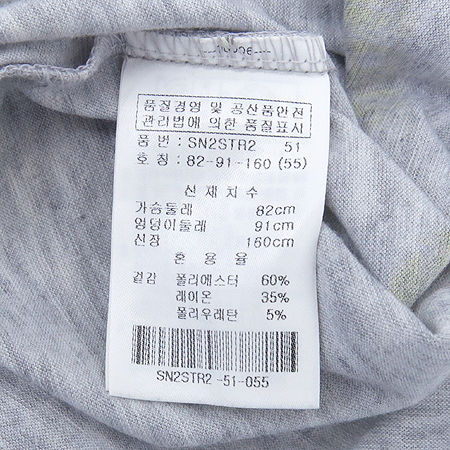 품질경영 및 공산품안전
관리법에 의한 품질표시
품 번 : SN2STR2 51
호 칭 : 82-91-160 (55)
신 체 치 수
가슴둘레 82cm
엉덩이둘레 91cm
신장 160cm
혼 용 율
겉감 폴리에스터 60%
레이온 35%
폴리우레탄 5%
SN2STR2 -51-055